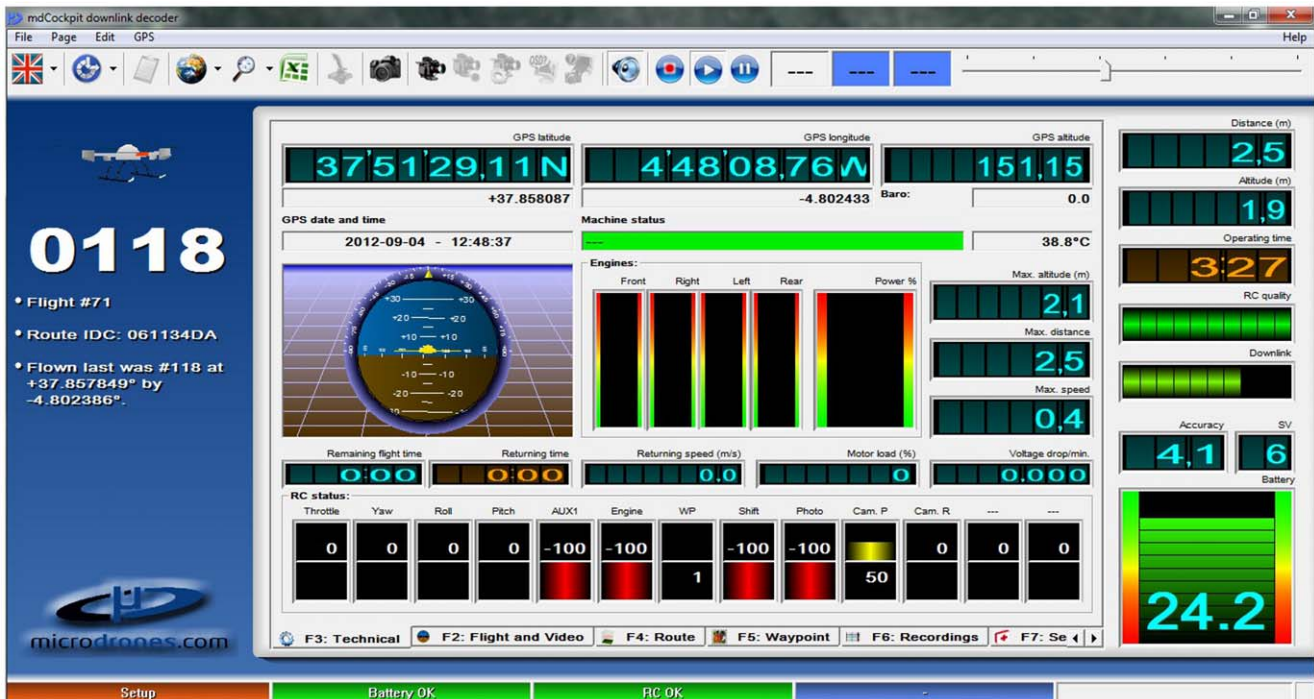 mdCockpit downlink decoder
File Page Edit GPS Help
--- --- ---
0118
• Flight #71
• Route IDC: 061134DA
• Flown last was #118 at
+37.857849° by
-4.802386°.
microdrones.com
GPS latitude GPS longitude GPS altitude
37'51'29,11N 4'48'08,76W 151,15
+37.858087 -4.802433 Baro: 0.0
GPS date and time Machine status
2012-09-04 - 12:48:37 --- 38.8°C
Engines:
Front Right Left Rear Power %
Max. altitude (m)
2,1
Max. distance
2,5
Max. speed
0,4
+30 +30
+20 +20
+10 +10
-10 -10
-20 -20
Remaining flight time Returning time Returning speed (m/s) Motor load (%) Voltage drop/min.
0:00 0:00 0,0 0 0,000
RC status:
Throttle Yaw Roll Pitch AUX1 Engine WP Shift Photo Cam. P Cam. R --- ---
0 0 0 0 -100 -100 -100 -100 0 0 0
1 50
F3: Technical F2: Flight and Video F4: Route F5: Waypoint F6: Recordings F7: Se
Distance (m)
2,5
Altitude (m)
1,9
Operating time
3:27
RC quality
Downlink
Accuracy SV
4,1 6
Battery
24.2
Setup Battery OK RC OK -